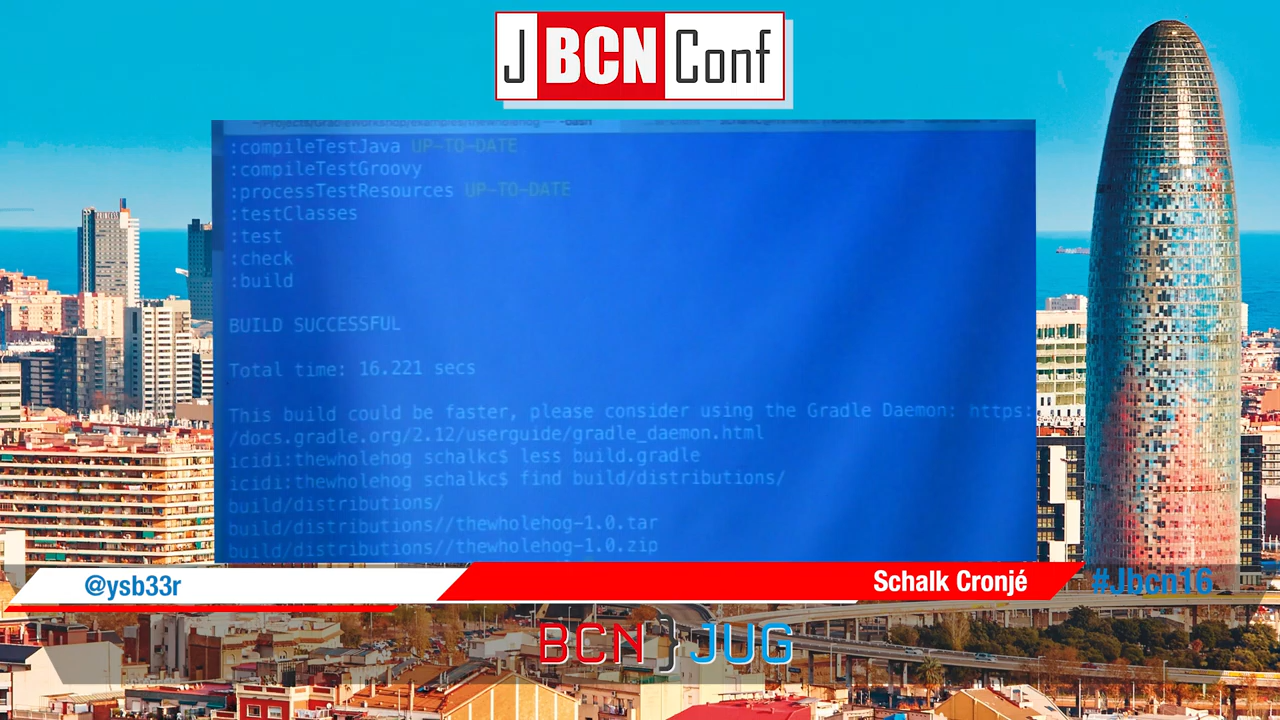 J BCN Conf
:compileTestJava UP-TO-DATE
:compileTestGroovy
:processTestResources UP-TO-DATE
:testClasses
:test
:check
:build
BUILD SUCCESSFUL
Total time: 16.221 secs
This build could be faster, please consider using the Gradle Daemon: https:
/docs.gradle.org/2.12/userguide/gradle_daemon.html
icidi:thewholehog schalkc$ less build.gradle
icidi:thewholehog schalkc$ find build/distributions/
build/distributions/
build/distributions//thewholehog-1.0.tar
build/distributions//thewholehog-1.0.zip
@ysb33r
Schalk Cronjé
#Jbcn16
BCN JUG